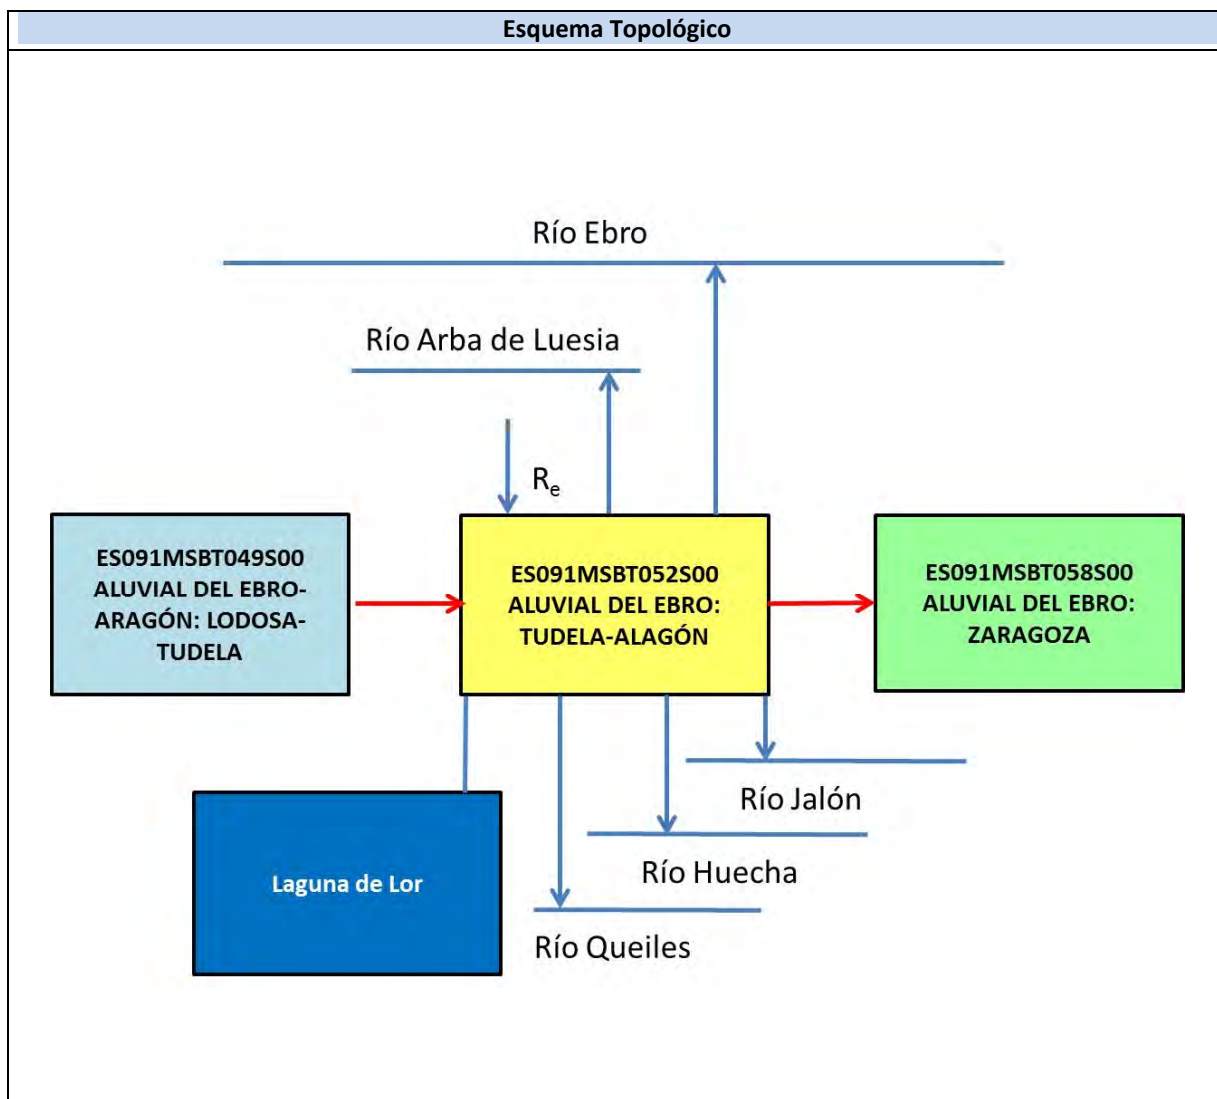 Esquema Topológico
Río Ebro
Río Arba de Luesia
Re
ES091MSBT049S00
ALUVIAL DEL EBRO-
ARAGÓN: LODOSA-
TUDELA
ES091MSBT052S00
ALUVIAL DEL EBRO:
TUDELA-ALAGÓN
ES091MSBT058S00
ALUVIAL DEL EBRO:
ZARAGOZA
Río Jalón
Río Huecha
Laguna de Lor
Río Queiles